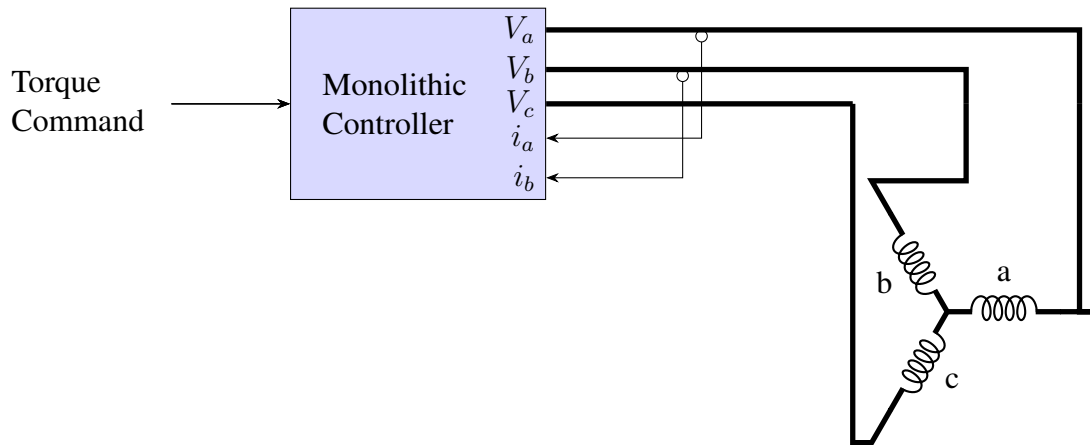 Torque
Command
Monolithic
Controller
V_a
V_b
V_c
i_a
i_b
a
b
c